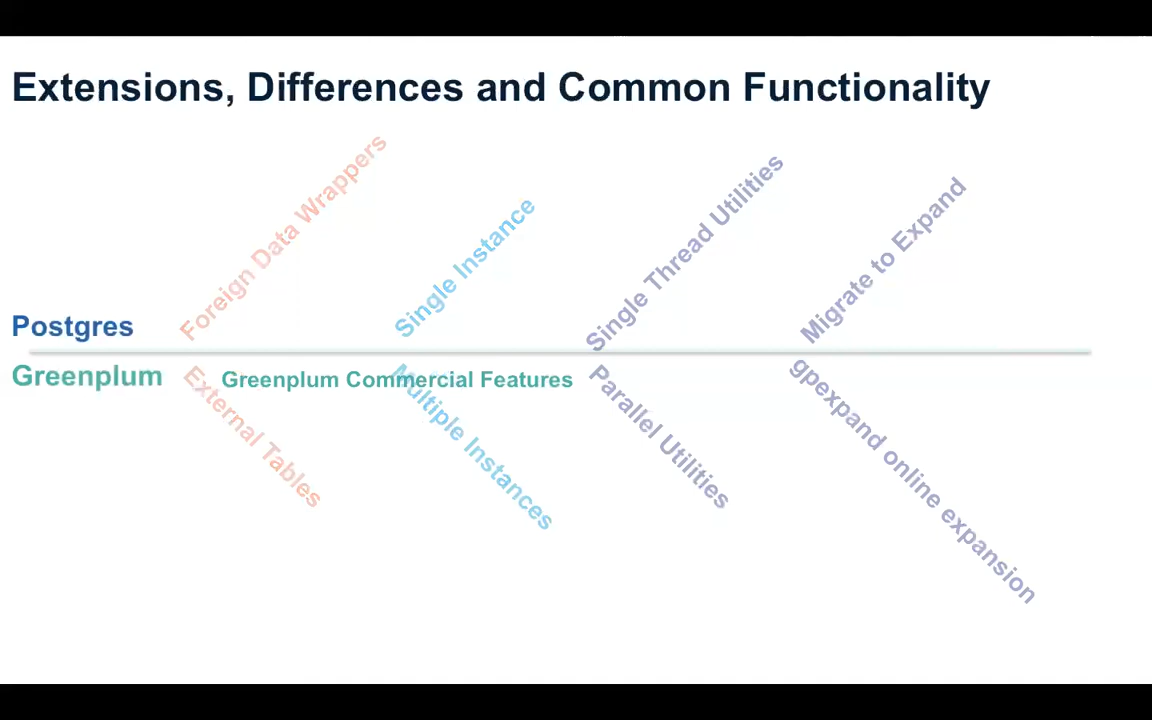 Extensions, Differences and Common Functionality
Foreign Data Wrappers
Single Instance
Single Thread Utilities
Migrate to Expand
Postgres
Greenplum
External Tables
Greenplum Commercial Features
Multiple Instances
Parallel Utilities
gpexpand online expansion